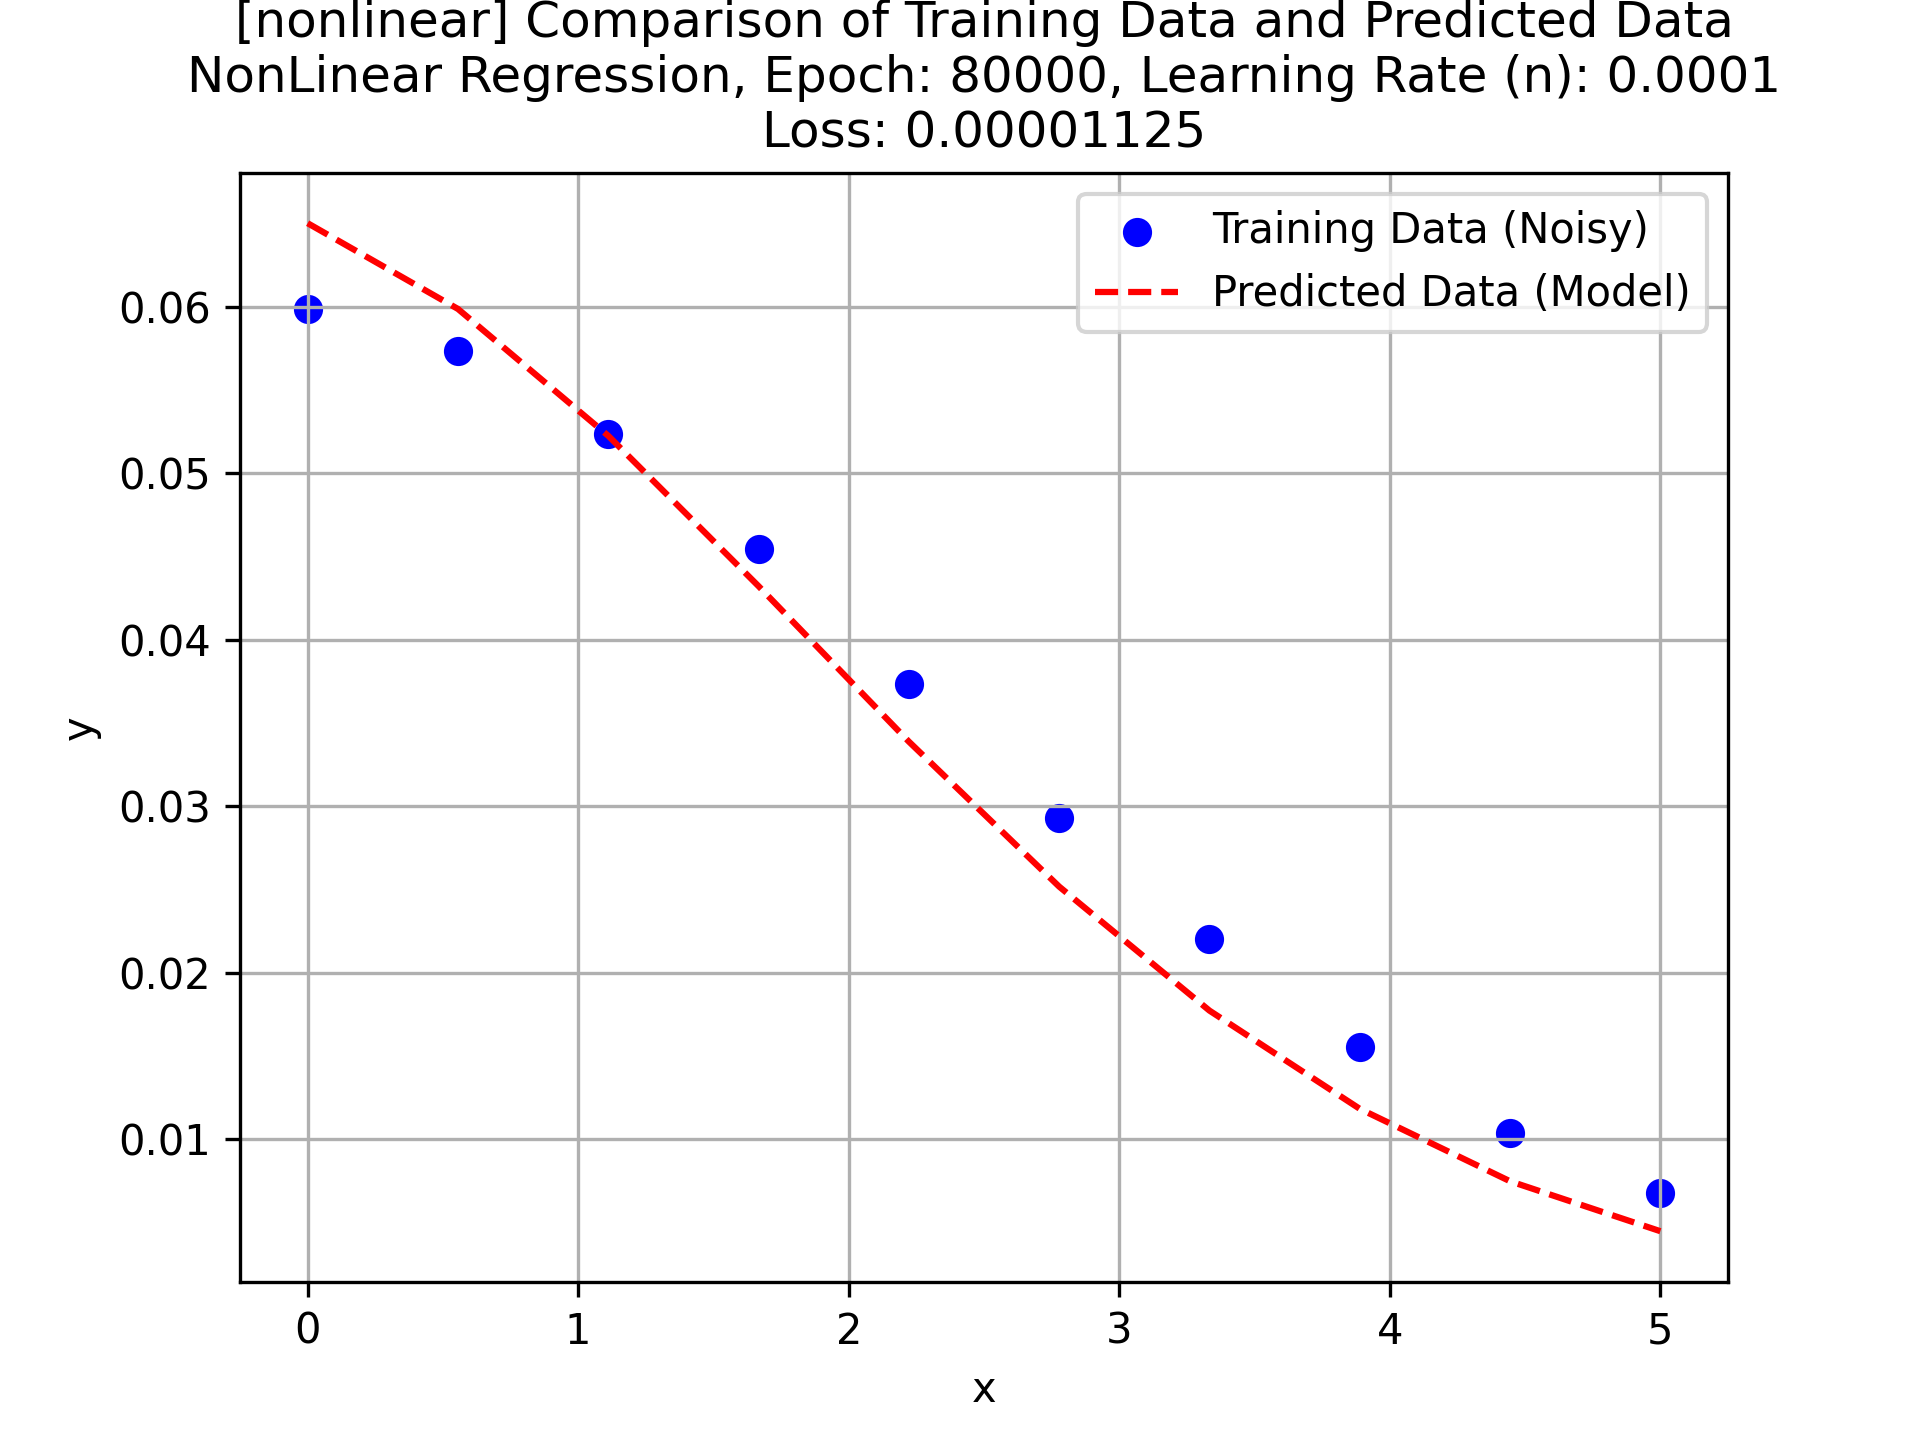 [nonlinear] Comparison of Training Data and Predicted Data
NonLinear Regression, Epoch: 80000, Learning Rate (n): 0.0001
Loss: 0.00001125
Training Data (Noisy)
Predicted Data (Model)
0.06
0.05
0.04
0.03
0.02
0.01
y
0 1 2 3 4 5
x